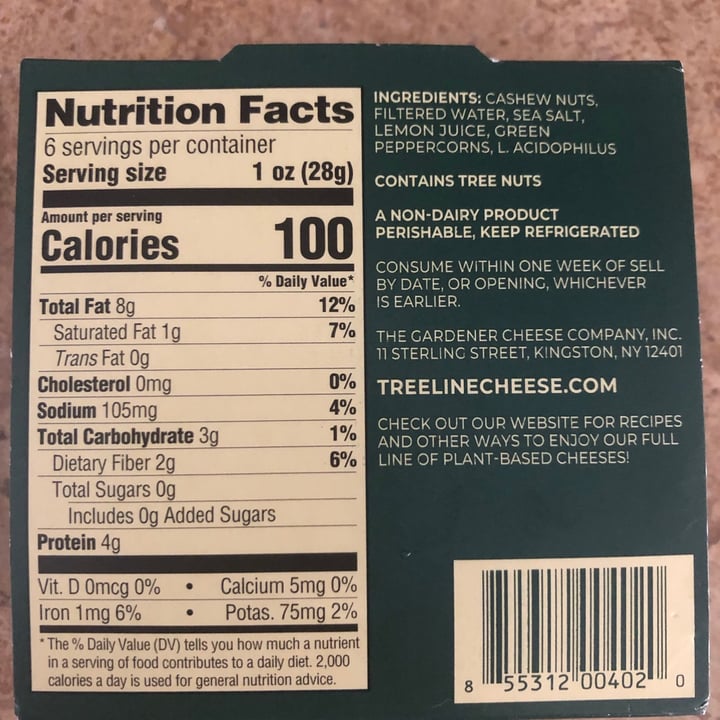 Nutrition Facts
6 servings per container
Serving size 1 oz (28g)
Amount per serving
Calories 100
% Daily Value*
Total Fat 8g 12%
Saturated Fat 1g 7%
Trans Fat 0g
Cholesterol 0mg 0%
Sodium 105mg 4%
Total Carbohydrate 3g 1%
Dietary Fiber 2g 6%
Total Sugars 0g
Includes 0g Added Sugars
Protein 4g
Vit. D 0mcg 0% • Calcium 5mg 0%
Iron 1mg 6% • Potas. 75mg 2%
* The % Daily Value (DV) tells you how much a nutrient
in a serving of food contributes to a daily diet. 2,000
calories a day is used for general nutrition advice.
INGREDIENTS: CASHEW NUTS,
FILTERED WATER, SEA SALT,
LEMON JUICE, GREEN
PEPPERCORNS, L. ACIDOPHILUS
CONTAINS TREE NUTS
A NON-DAIRY PRODUCT
PERISHABLE, KEEP REFRIGERATED
CONSUME WITHIN ONE WEEK OF SELL
BY DATE, OR OPENING, WHICHEVER
IS EARLIER.
THE GARDENER CHEESE COMPANY, INC.
11 STERLING STREET, KINGSTON, NY 12401
TREELINECHEESE.COM
CHECK OUT OUR WEBSITE FOR RECIPES
AND OTHER WAYS TO ENJOY OUR FULL
LINE OF PLANT-BASED CHEESES!
8 55312 00402 0